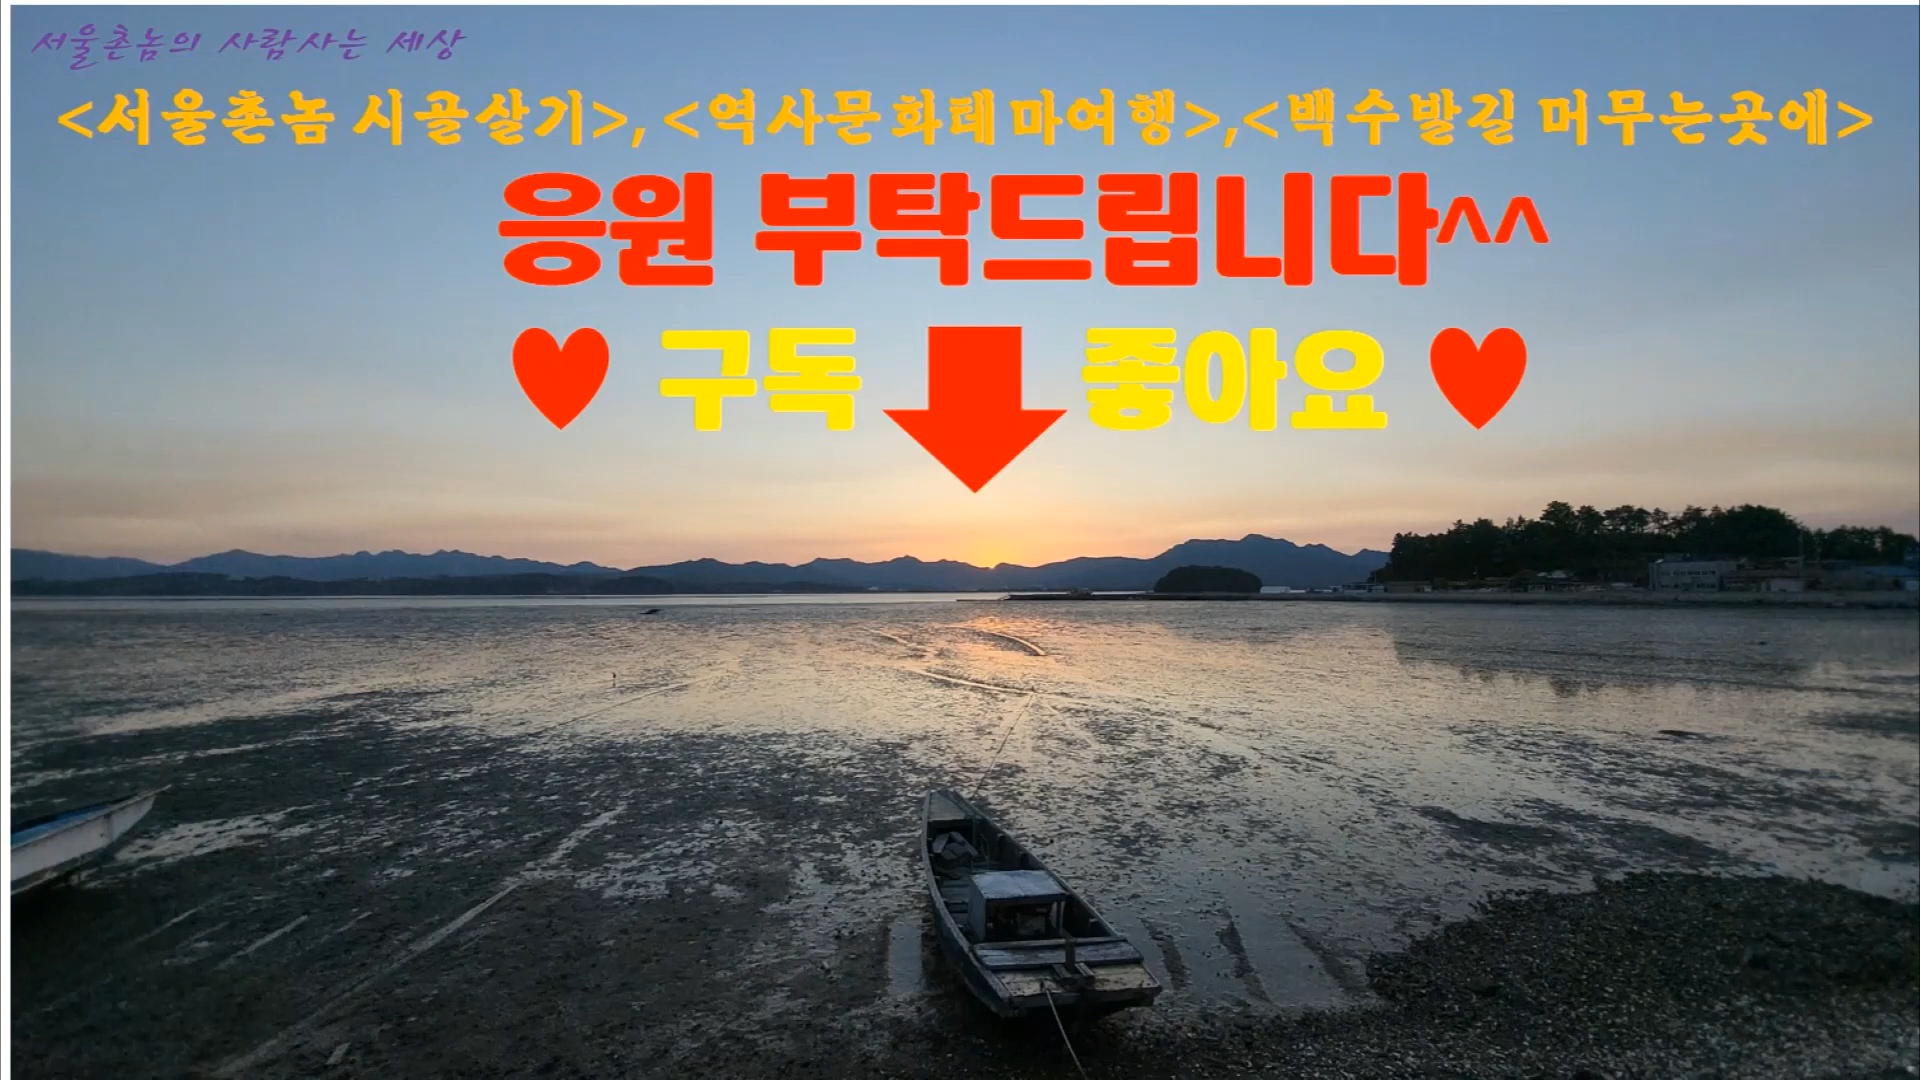 서울촌놈의 사람사는 세상
<서울촌놈 시골살기>, <역사문화테마여행>,<백수발길 머무는곳에>
응원 부탁드립니다^^
♥ 구독 좋아요 ♥